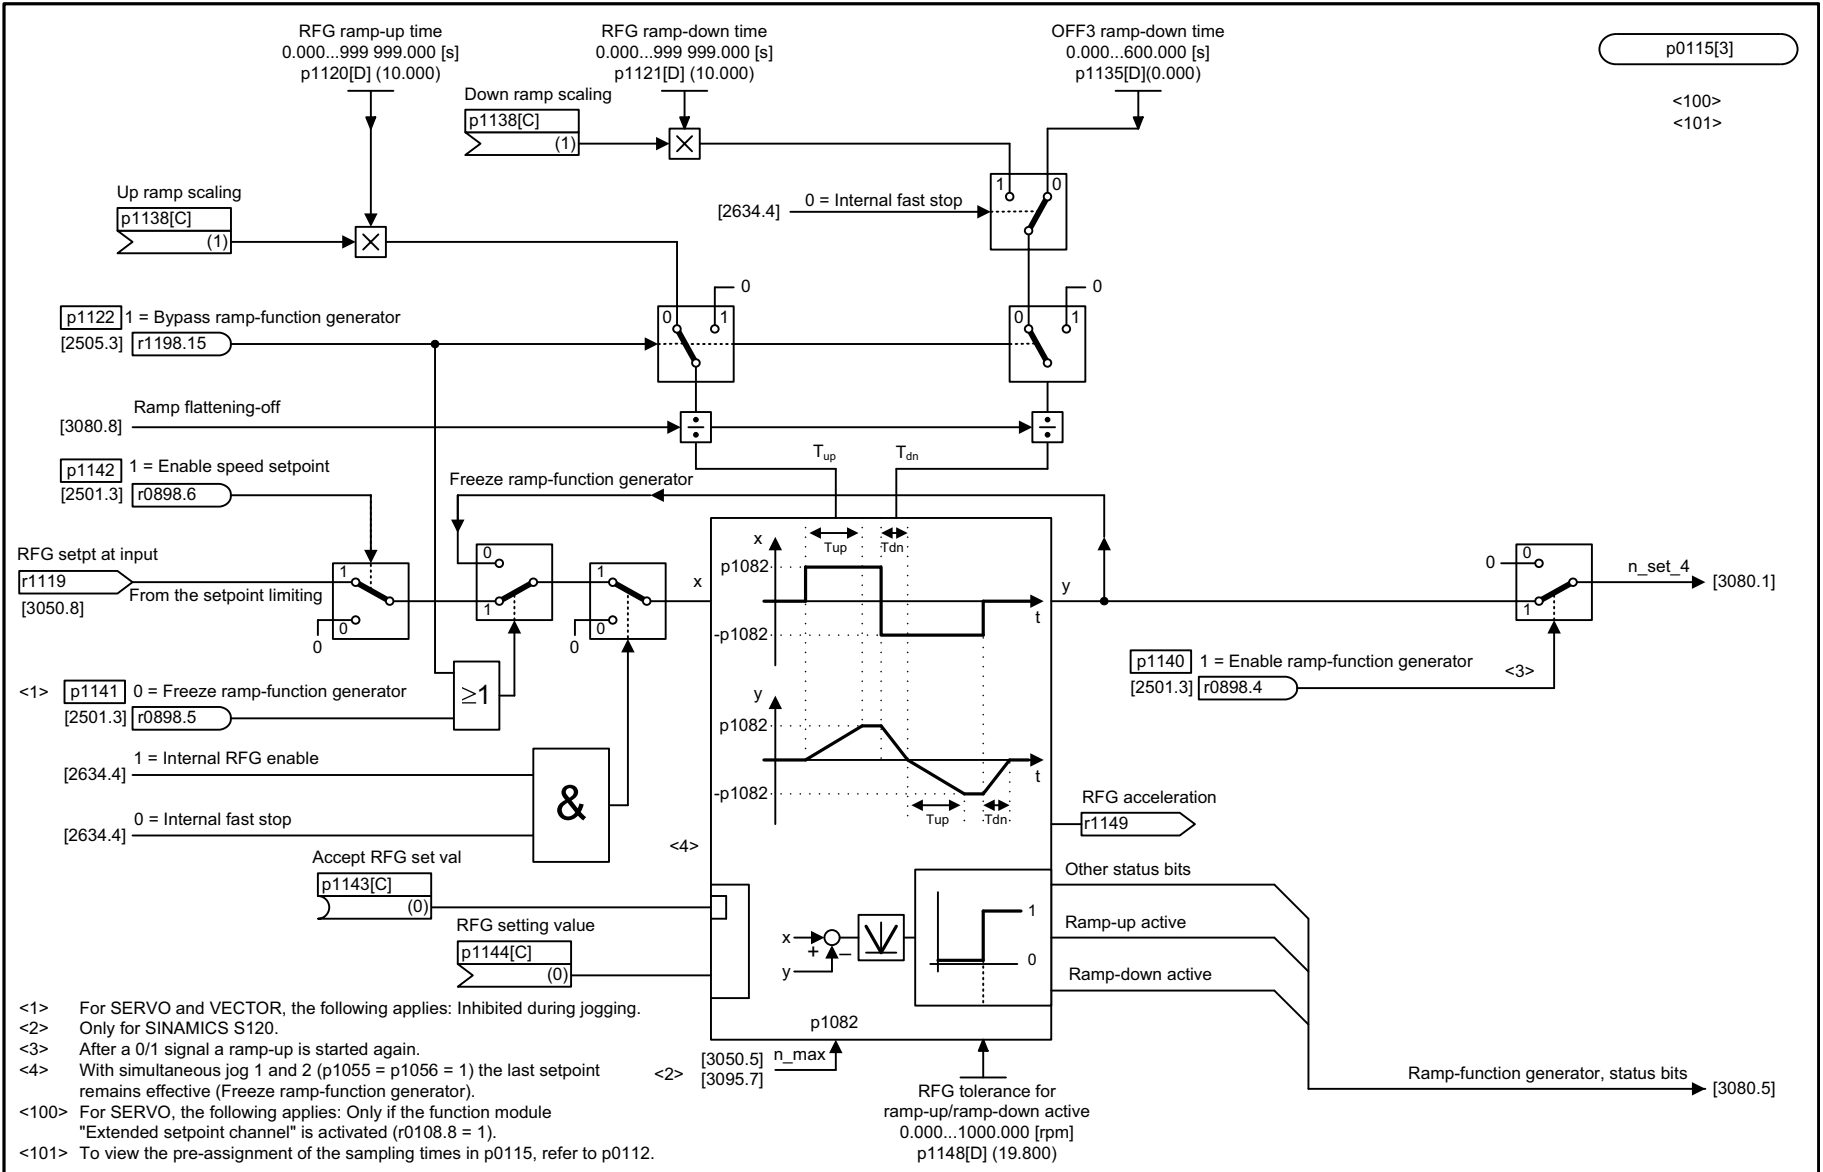 RFG ramp-up time
0.000...999 999.000 [s]
p1120[D] (10.000)
RFG ramp-down time
0.000...999 999.000 [s]
p1121[D] (10.000)
OFF3 ramp-down time
0.000...600.000 [s]
p1135[D](0.000)
p0115[3]
<100>
<101>
Down ramp scaling
p1138[C]
(1)
Up ramp scaling
p1138[C]
(1)
1 0
[2634.4] 0 = Internal fast stop
0
0
p1122 1 = Bypass ramp-function generator
[2505.3] r1198.15
0 1
0 1
Ramp flattening-off
[3080.8]
Tup Tdn
p1142 1 = Enable speed setpoint
[2501.3] r0898.6
Freeze ramp-function generator
RFG setpt at input
r1119
[3050.8]
From the setpoint limiting
1
0
0
0
1
1
0
0
x
x
Tup Tdn
p1082
-p1082
t
y
0
0
1
n_set_4
[3080.1]
p1140 1 = Enable ramp-function generator
[2501.3] r0898.4
<3>
<1> p1141 0 = Freeze ramp-function generator
[2501.3] r0898.5
≥1
y
p1082
-p1082
t
Tup Tdn
1 = Internal RFG enable
[2634.4]
0 = Internal fast stop
[2634.4]
&
<4>
RFG acceleration
r1149
Accept RFG set val
p1143[C]
(0)
RFG setting value
p1144[C]
(0)
x
+ −
y
1
0
Other status bits
Ramp-up active
Ramp-down active
p1082
<2> [3050.5] n_max
[3095.7]
RFG tolerance for
ramp-up/ramp-down active
0.000...1000.000 [rpm]
p1148[D] (19.800)
Ramp-function generator, status bits [3080.5]
<1> For SERVO and VECTOR, the following applies: Inhibited during jogging.
<2> Only for SINAMICS S120.
<3> After a 0/1 signal a ramp-up is started again.
<4> With simultaneous jog 1 and 2 (p1055 = p1056 = 1) the last setpoint
remains effective (Freeze ramp-function generator).
<100> For SERVO, the following applies: Only if the function module
"Extended setpoint channel" is activated (r0108.8 = 1).
<101> To view the pre-assignment of the sampling times in p0115, refer to p0112.